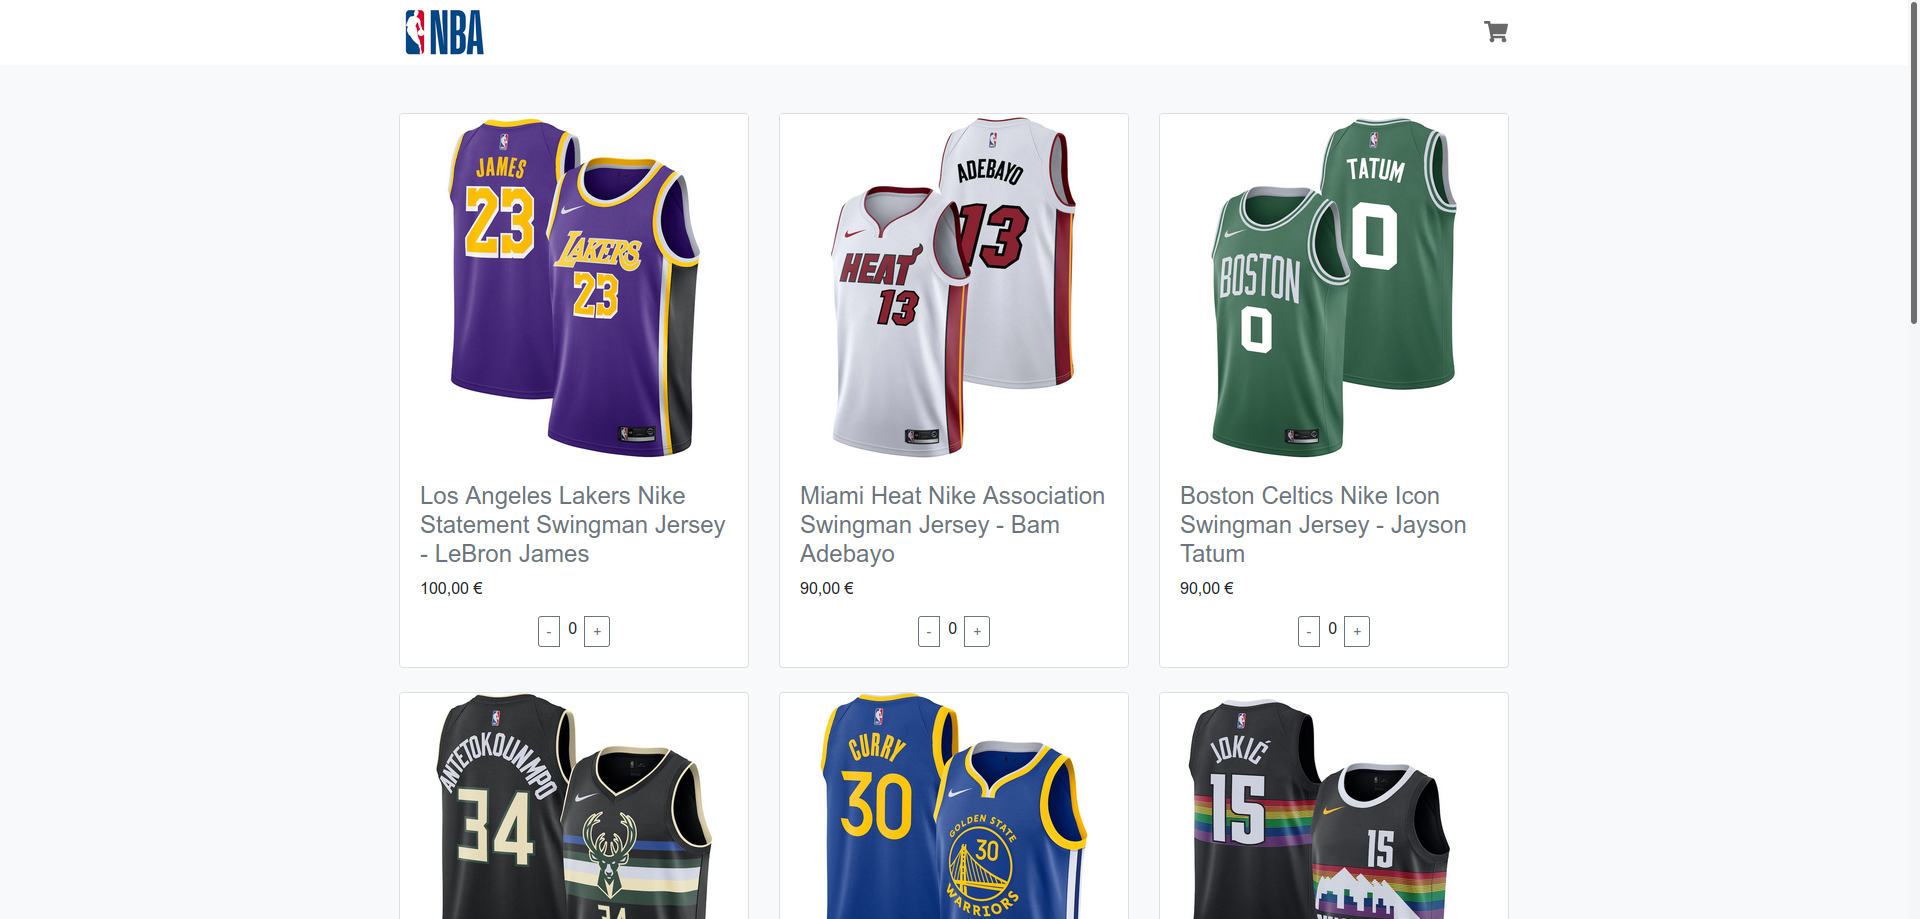 NBA
JAMES
23
LAKERS
23
ADEBAYO
13
HEAT
13
TATUM
0
BOSTON
0
Los Angeles Lakers Nike
Statement Swingman Jersey
- LeBron James
100,00 €
- 0 +
Miami Heat Nike Association
Swingman Jersey - Bam
Adebayo
90,00 €
- 0 +
Boston Celtics Nike Icon
Swingman Jersey - Jayson
Tatum
90,00 €
- 0 +
ANTETOKOUNMPO
34
34
CURRY
30
GOLDEN STATE
30
WARRIORS
JOKIĆ
15
15